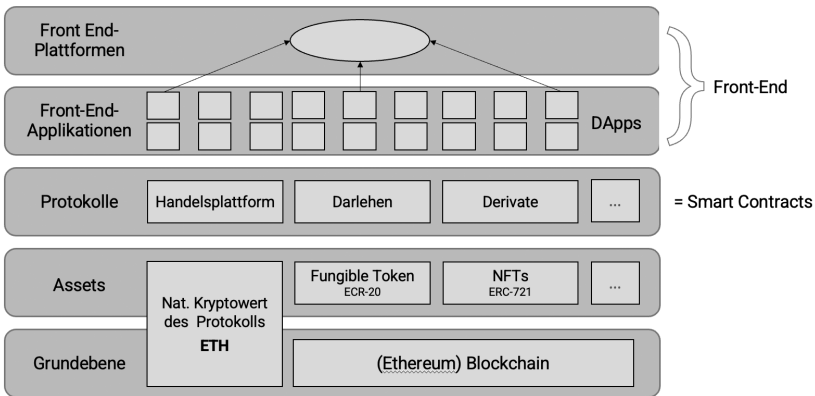 Front End-
Plattformen
Front-End
Front-End-
Applikationen
DApps
Protokolle
Handelsplattform
Darlehen
Derivate
...
= Smart Contracts
Assets
Fungible Token
ECR-20
NFTs
ERC-721
...
Nat. Kryptowert
des Protokolls
ETH
Grundebene
(Ethereum) Blockchain